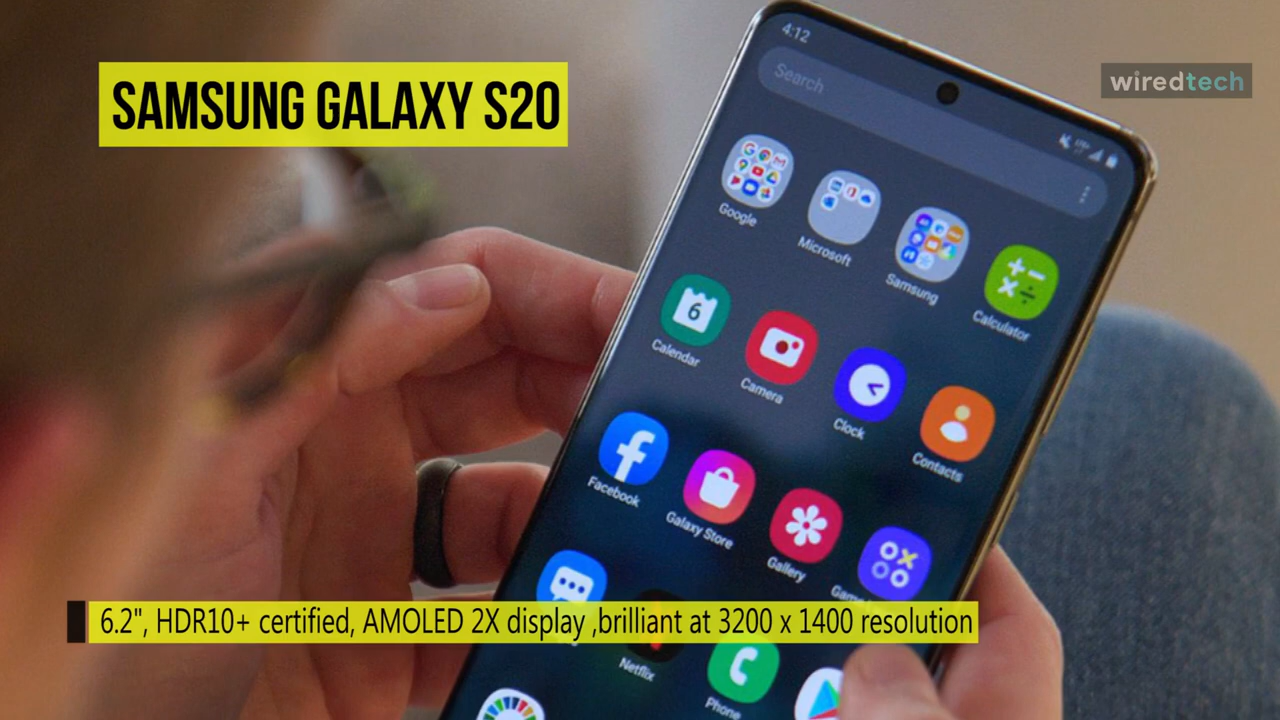 SAMSUNG GALAXY S20
wiredtech
4:12
Search
Google
Microsoft
Samsung
Calculator
6
Calendar
Camera
Clock
Contacts
Facebook
Galaxy Store
Gallery
6.2", HDR10+ certified, AMOLED 2X display ,brilliant at 3200 x 1400 resolution
Netflix
Phone